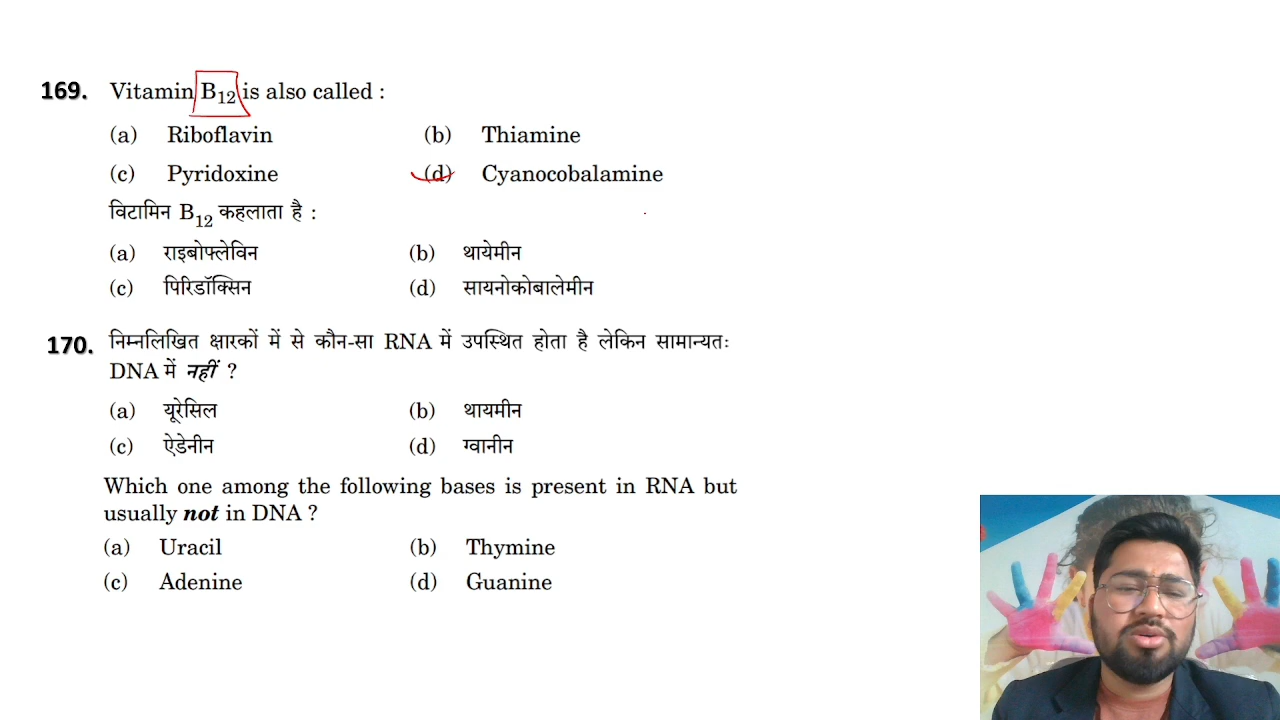 169. Vitamin B₁₂ is also called :
(a) Riboflavin (b) Thiamine
(c) Pyridoxine (d) Cyanocobalamine
विटामिन B₁₂ कहलाता है :
(a) राइबोफ्लेविन (b) थायेमीन
(c) पिरिडॉक्सिन (d) सायनोकोबालेमीन
170. निम्नलिखित क्षारकों में से कौन-सा RNA में उपस्थित होता है लेकिन सामान्यतः
DNA में नहीं ?
(a) यूरेसिल (b) थायमीन
(c) ऐडेनीन (d) ग्वानीन
Which one among the following bases is present in RNA but
usually not in DNA ?
(a) Uracil (b) Thymine
(c) Adenine (d) Guanine